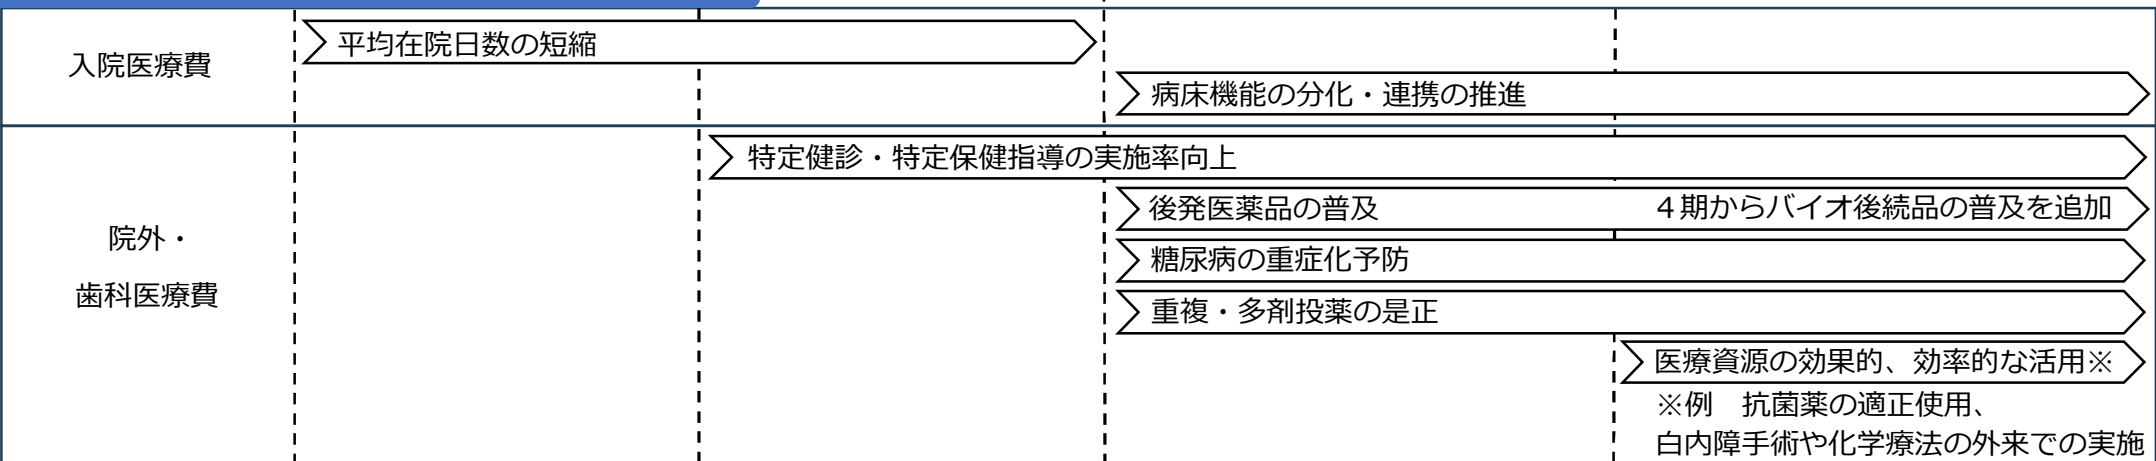 入院医療費
平均在院日数の短縮
病床機能の分化・連携の推進
院外・
歯科医療費
特定健診・特定保健指導の実施率向上
後発医薬品の普及
４期からバイオ後続品の普及を追加
糖尿病の重症化予防
重複・多剤投薬の是正
医療資源の効果的、効率的な活用※
※例　抗菌薬の適正使用、
白内障手術や化学療法の外来での実施